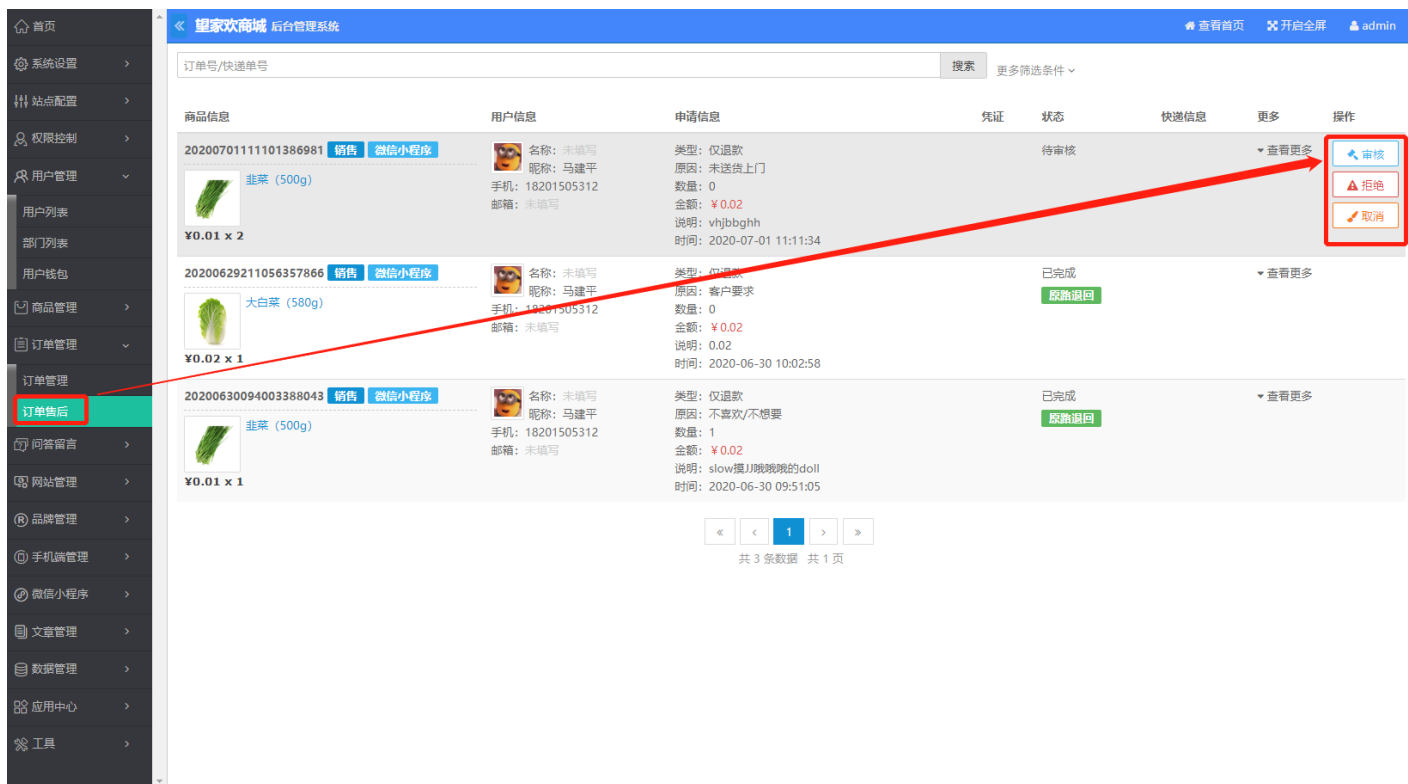 首页
系统设置
站点配置
权限控制
用户管理
用户列表
部门列表
用户钱包
商品管理
订单管理
订单管理
订单售后
问答留言
网站管理
品牌管理
手机端管理
微信小程序
文章管理
数据管理
应用中心
工具
望家欢商城 后台管理系统
查看首页 开启全屏 admin
订单号/快递单号 搜索 更多筛选条件
商品信息 用户信息 申请信息 凭证 状态 快递信息 更多 操作
20200701111101386981 销售 微信小程序
韭菜（500g）
¥0.01 x 2
名称：未填写
昵称：马建平
手机：18201505312
邮箱：未填写
类型：仅退款
原因：未送货上门
数量：0
金额：￥0.02
说明：vhjbbghh
时间：2020-07-01 11:11:34
待审核
查看更多
审核
拒绝
取消
20200629211056357866 销售 微信小程序
大白菜（580g）
¥0.02 x 1
名称：未填写
昵称：马建平
手机：18201505312
邮箱：未填写
类型：仅退款
原因：客户要求
数量：0
金额：￥0.02
说明：0.02
时间：2020-06-30 10:02:58
已完成
原路退回
查看更多
20200630094003388043 销售 微信小程序
韭菜（500g）
¥0.01 x 1
名称：未填写
昵称：马建平
手机：18201505312
邮箱：未填写
类型：仅退款
原因：不喜欢/不想要
数量：1
金额：￥0.02
说明：slow摸JJ哦哦哦的doll
时间：2020-06-30 09:51:05
已完成
原路退回
查看更多
« ‹ 1 › »
共 3 条数据 共 1 页